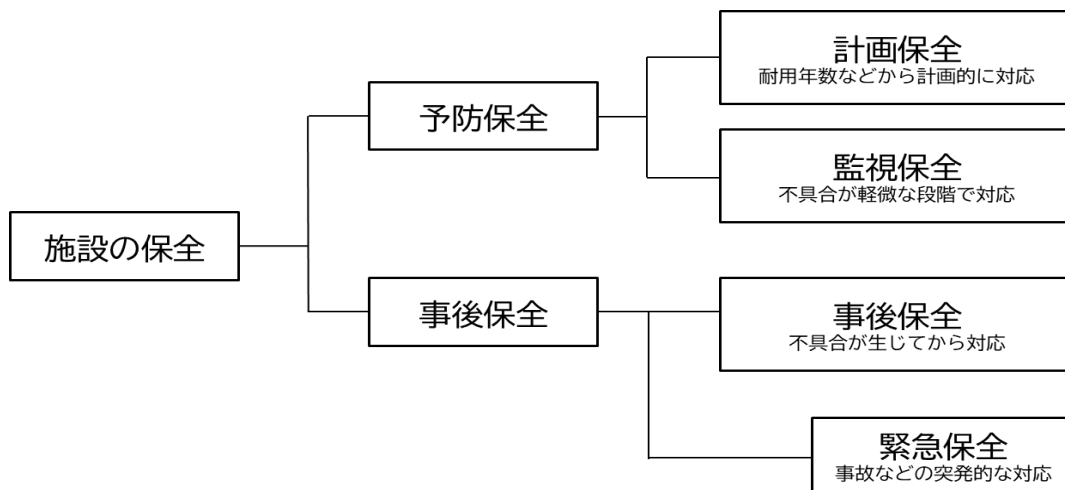 計画保全
耐用年数などから計画的に対応
予防保全
監視保全
不具合が軽微な段階で対応
施設の保全
事後保全
事後保全
不具合が生じてから対応
緊急保全
事故などの突発的な対応